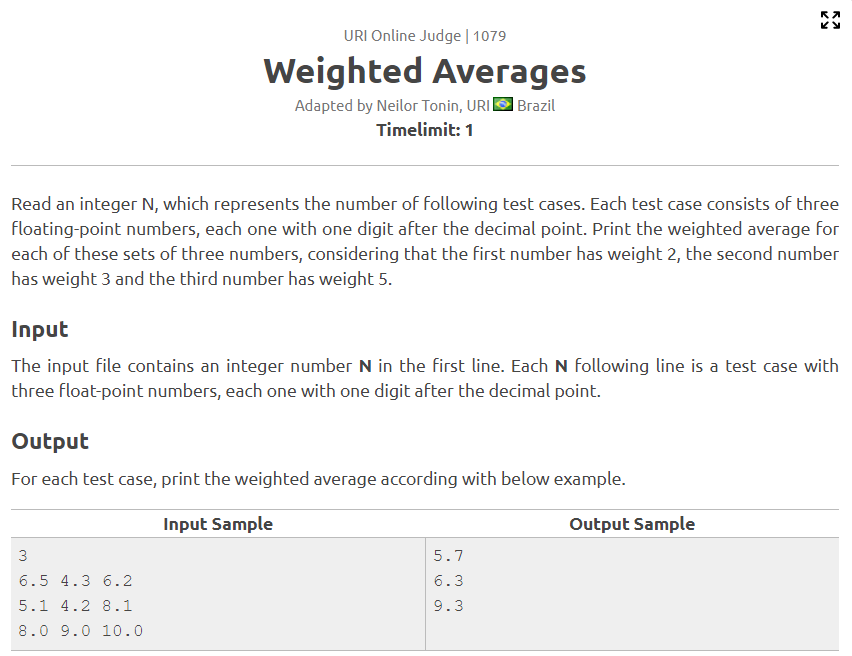 URI Online Judge | 1079
Weighted Averages
Adapted by Neilor Tonin, URI Brazil
Timelimit: 1
Read an integer N, which represents the number of following test cases. Each test case consists of three
floating-point numbers, each one with one digit after the decimal point. Print the weighted average for
each of these sets of three numbers, considering that the first number has weight 2, the second number
has weight 3 and the third number has weight 5.
Input
The input file contains an integer number N in the first line. Each N following line is a test case with
three float-point numbers, each one with one digit after the decimal point.
Output
For each test case, print the weighted average according with below example.
Input Sample
Output Sample
3
6.5 4.3 6.2
5.1 4.2 8.1
8.0 9.0 10.0
5.7
6.3
9.3